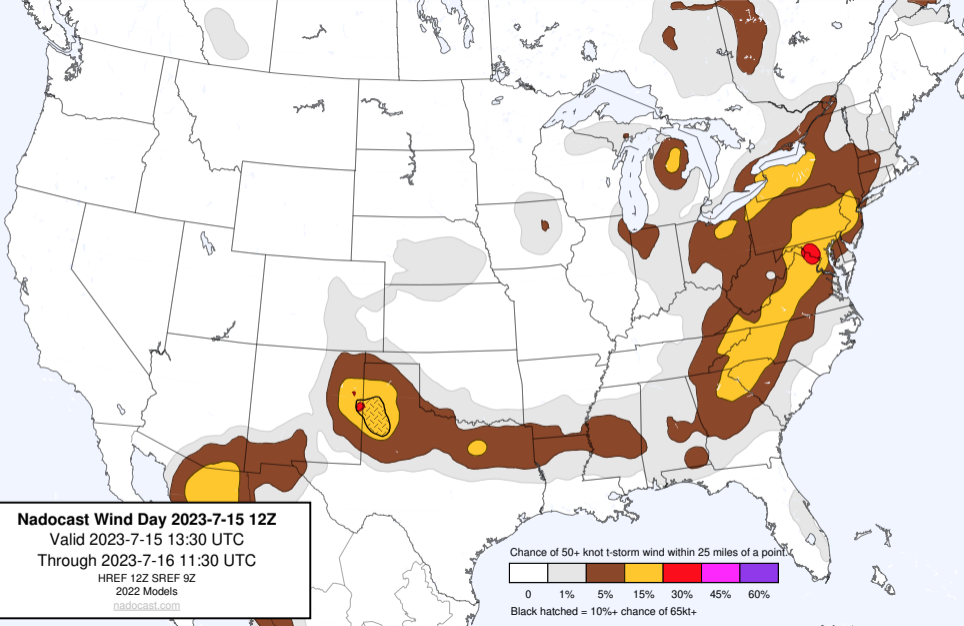 Nadocast Wind Day 2023-7-15 12Z
Valid 2023-7-15 13:30 UTC
Through 2023-7-16 11:30 UTC
HREF 12Z SREF 9Z
2022 Models
nadocast.com
Chance of 50+ knot t-storm wind within 25 miles of a point.
0 1% 5% 15% 30% 45% 60%
Black hatched = 10%+ chance of 65kt+